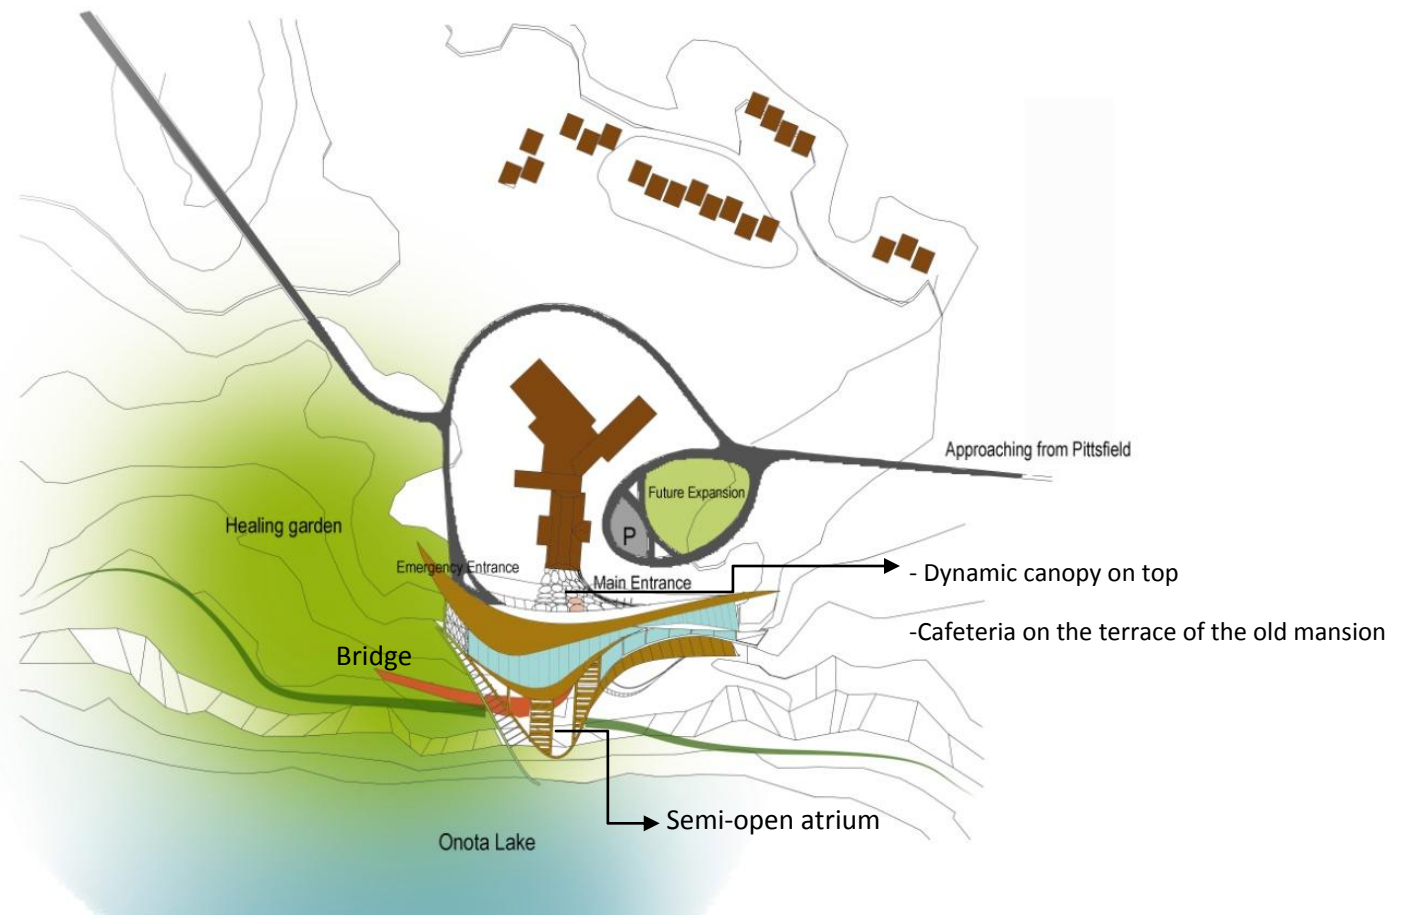 Approaching from Pittsfield
Future Expansion
P
Healing garden
Emergency Entrance
Main Entrance
- Dynamic canopy on top
-Cafeteria on the terrace of the old mansion
Bridge
Semi-open atrium
Onota Lake